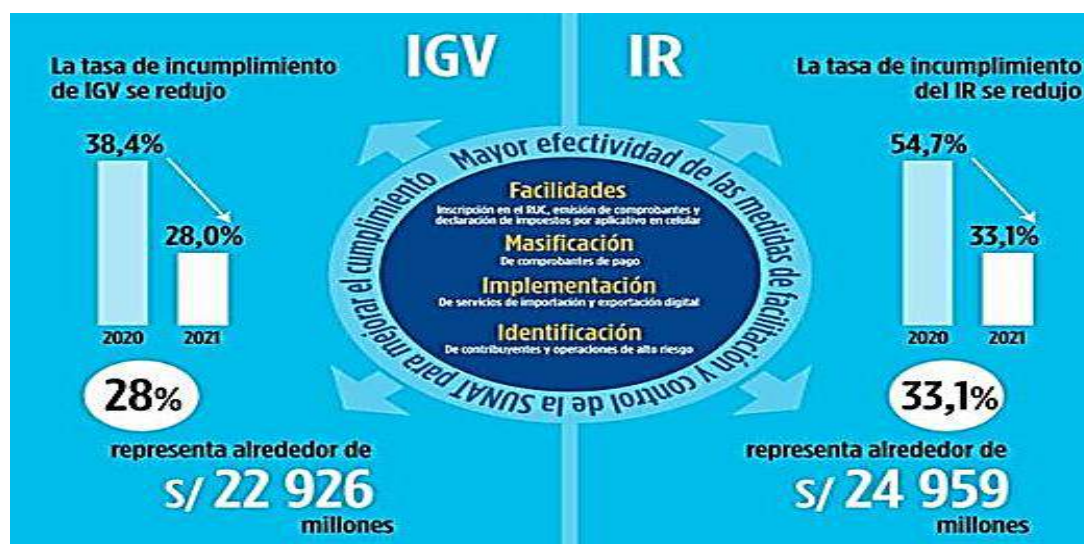 IGV
La tasa de incumplimiento
de IGV se redujo
38,4%
28,0%
2020
2021
28%
representa alrededor de
S/ 22 926
millones
Mayor efectividad de las medidas de facilitación y control de la SUNAT para mejorar el cumplimiento
Facilidades
Inscripción en el RUC, emisión de comprobantes y
declaración de impuestos por aplicativo en celular
Masificación
De comprobantes de pago
Implementación
De servicios de importación y exportación digital
Identificación
De contribuyentes y operaciones de alto riesgo
IR
La tasa de incumplimiento
del IR se redujo
54,7%
33,1%
2020
2021
33,1%
representa alrededor de
S/ 24 959
millones